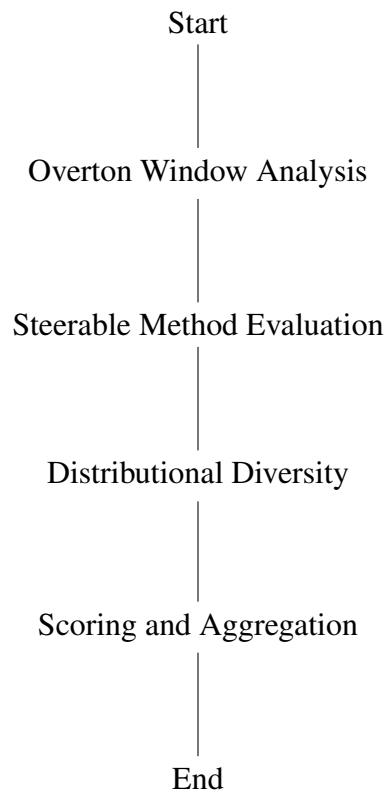 Start
Overton Window Analysis
Steerable Method Evaluation
Distributional Diversity
Scoring and Aggregation
End